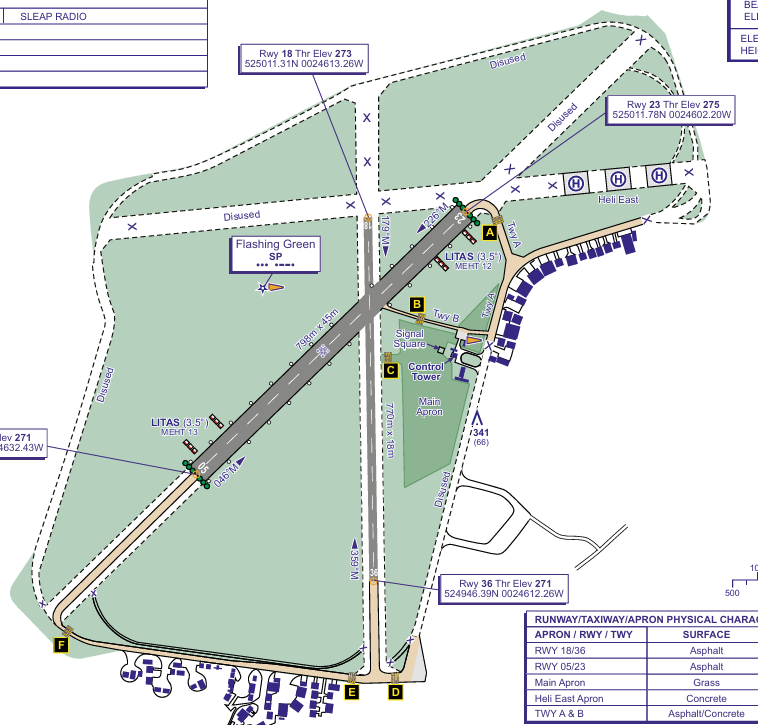 SLEAP RADIO
BEA
ELE
ELE
HEI
Rwy 18 Thr Elev 273
525011.31N 0024613.26W
Disused
Rwy 23 Thr Elev 275
525011.78N 0024602.20W
Disused
H H H
Heli East
Disused
18
179°M
226°M
23
A
Twy A
Flashing Green
SP
LITAS (3.5°)
MEHT 12
B
Twy B
Twy A
798m x 45m
Signal
Square
C
Control
Tower
Main
Apron
Disused
LITAS (3.5°)
MEHT 13
770m x 18m
341
(66)
lev 271
4632.43W
05
046°M
Disused
359°M
36
Rwy 36 Thr Elev 271
524946.39N 0024612.26W
10
500
F
E
D
RUNWAY/TAXIWAY/APRON PHYSICAL CHARAC
APRON / RWY / TWY SURFACE
RWY 18/36 Asphalt
RWY 05/23 Asphalt
Main Apron Grass
Heli East Apron Concrete
TWY A & B Asphalt/Concrete